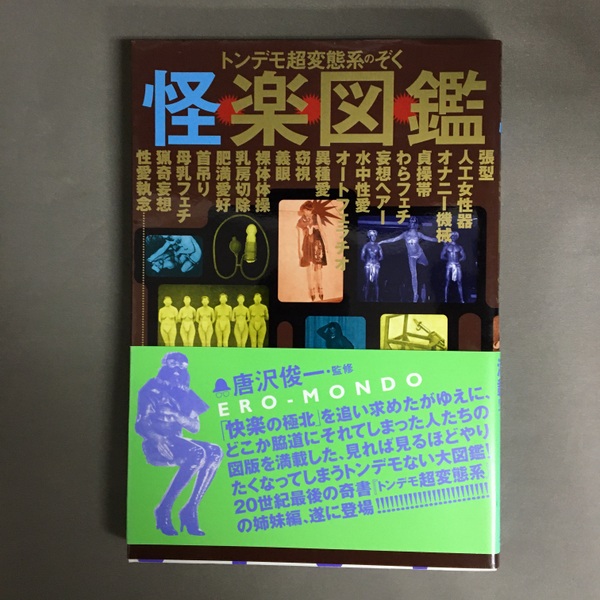 トンデモ超変態系のぞく
怪楽図鑑
張型
人工女性器
オナニー機械
貞操帯
わらフェチ
妄想ヘアー
水中性愛
オートフェラチオ
異種愛
窃視
義眼
裸体体操
乳房切除
肥満愛好
首吊り
母乳フェチ
猟奇妄想
性愛執念
唐沢俊一・監修
ERO-MONDO
「快楽の極北」を追い求めたがゆえに、
どこか脇道にそれてしまった人たちの
図版を満載した、見れば見るほどやり
たくなってしまうトンデモない大図鑑!
20世紀最後の奇書『トンデモ超変態系』
の姉妹編、遂に登場!!!!!!!!!!!!!!!!!!!!